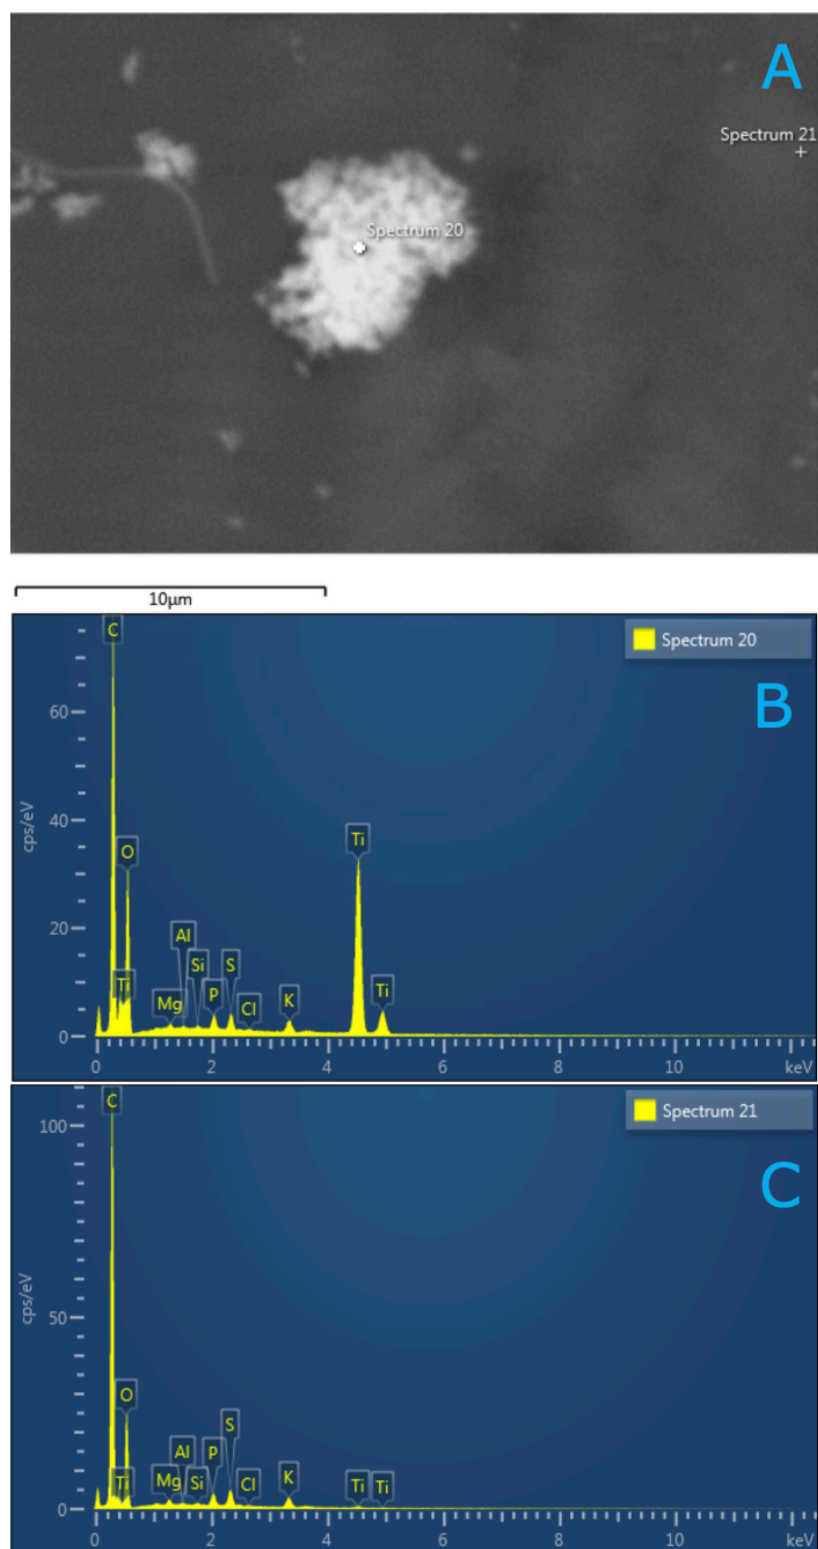 A
Spectrum 21
Spectrum 20
10µm
C
Spectrum 20
B
60
cps/eV
40
Ti
O
20
Al
Si
S
Ti
Mg
P
Cl
K
Ti
0
0 2 4 6 8 10 keV
C
Spectrum 21
100
C
cps/eV
50
O
S
Al
P
Ti
Mg
Si
Cl
K
Ti
Ti
0
0 2 4 6 8 10 keV